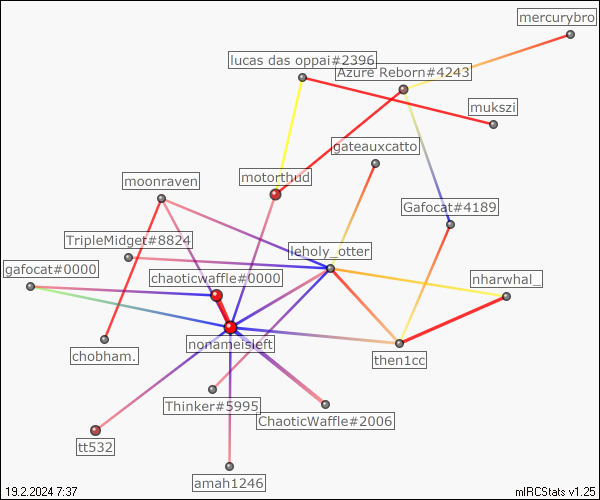 mercurybro
lucas das oppai#2396
Azure Reborn#4243
mukszi
gateauxcatto
motorthud
moonraven
Gafocat#4189
TripleMidget#8824
leholy_otter
gafocat#0000
chaoticwaffle#0000
nharwhal_
nonameisleft
chobham.
then1cc
Thinker#5995
ChaoticWaffle#2006
tt532
amah1246
19.2.2024 7:37
mIRCStats v1.25